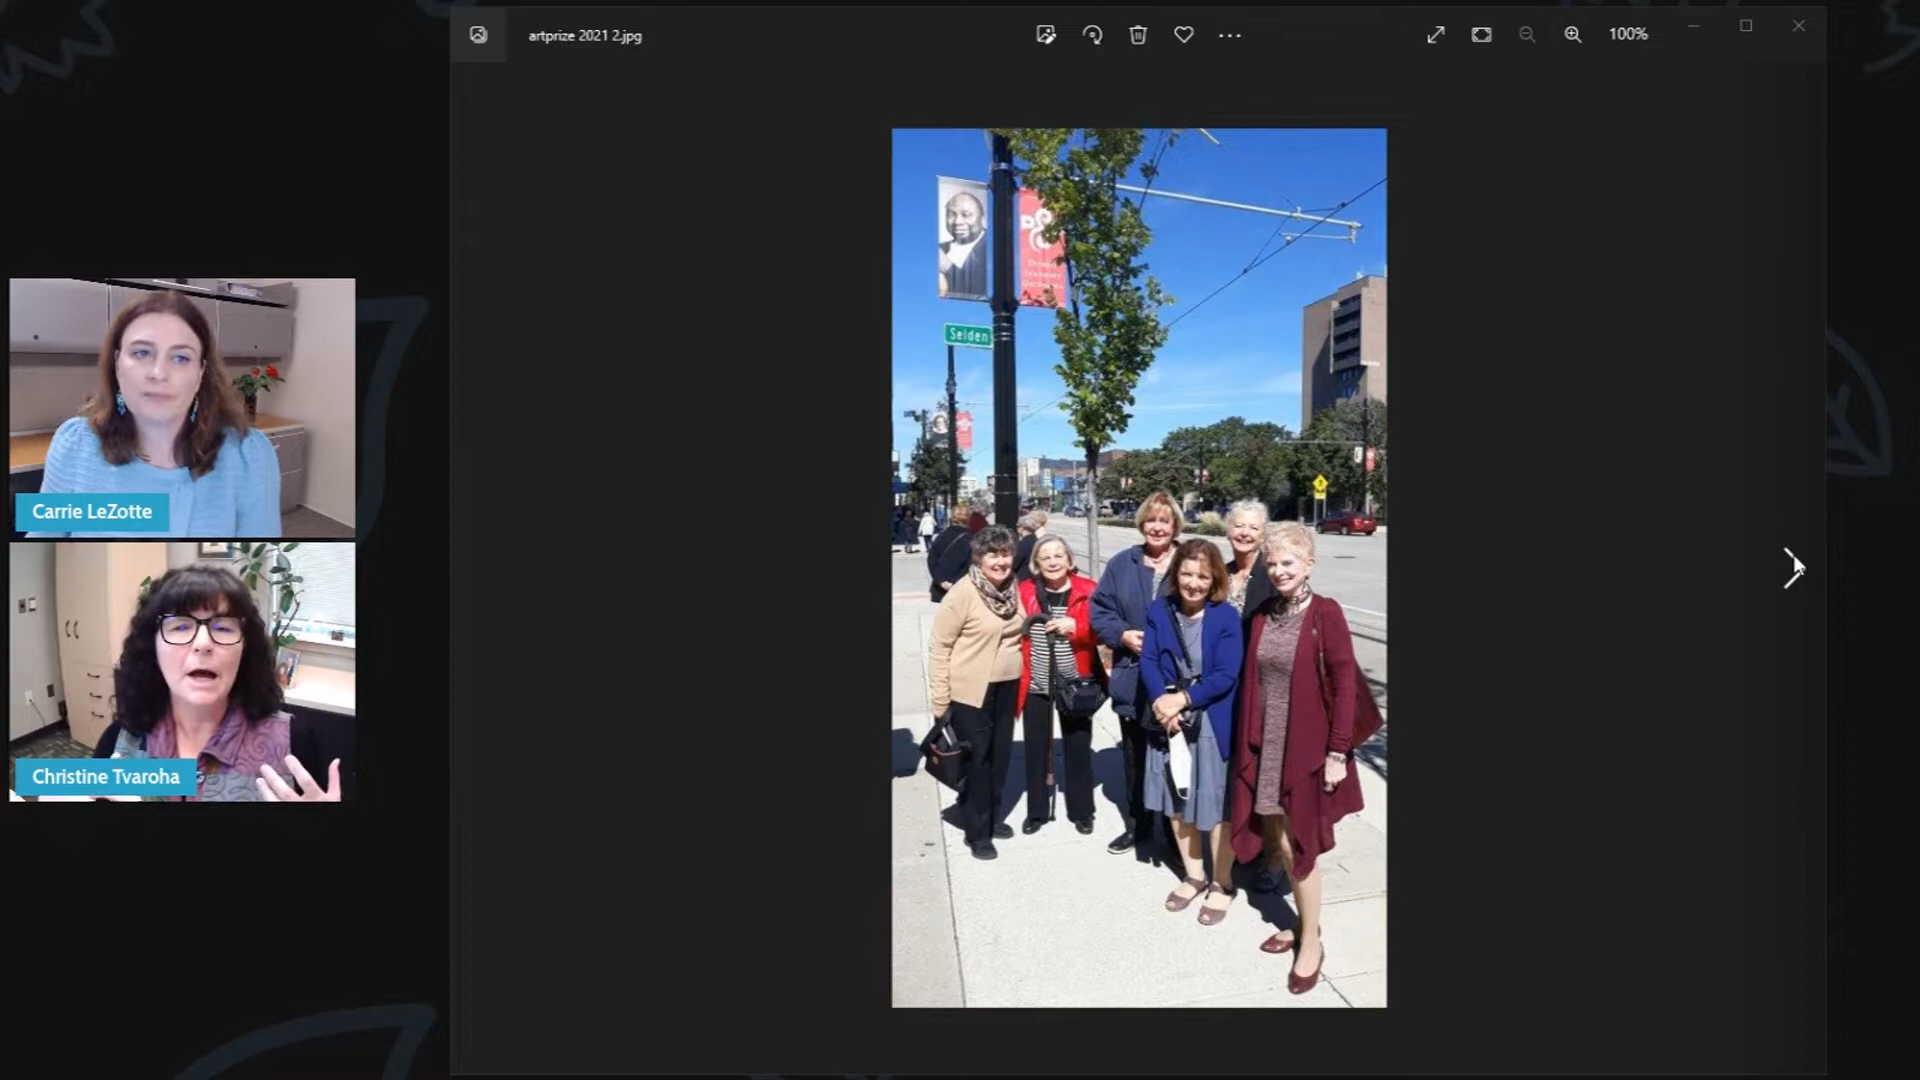 artprize 2021 2.jpg
100%
Selden
Carrie LeZotte
Christine Tvaroha